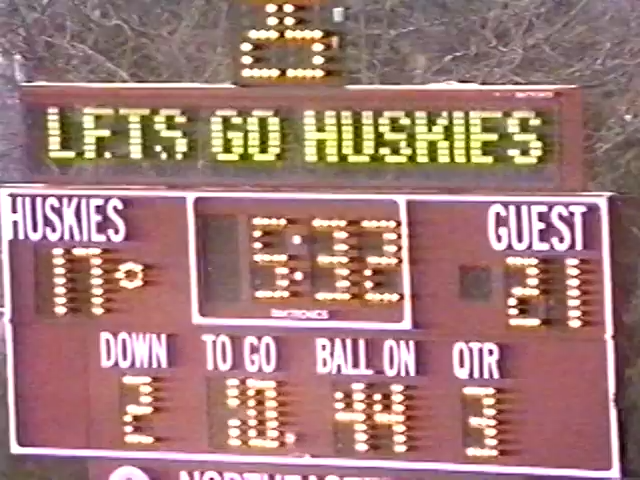 LETS GO HUSKIES
HUSKIES GUEST
17 5:32 21
DAKTRONICS
DOWN TO GO BALL ON QTR
2 10 44 3